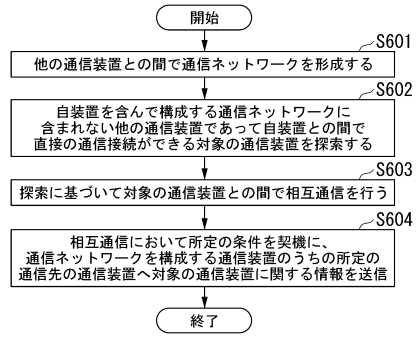 開始
S601
他の通信装置との間で通信ネットワークを形成する
S602
自装置を含んで構成する通信ネットワークに
含まれない他の通信装置であって自装置との間で
直接の通信接続ができる対象の通信装置を探索する
S603
探索に基づいて対象の通信装置との間で相互通信を行う
S604
相互通信において所定の条件を契機に、
通信ネットワークを構成する通信装置のうちの所定の
通信先の通信装置へ対象の通信装置に関する情報を送信
終了